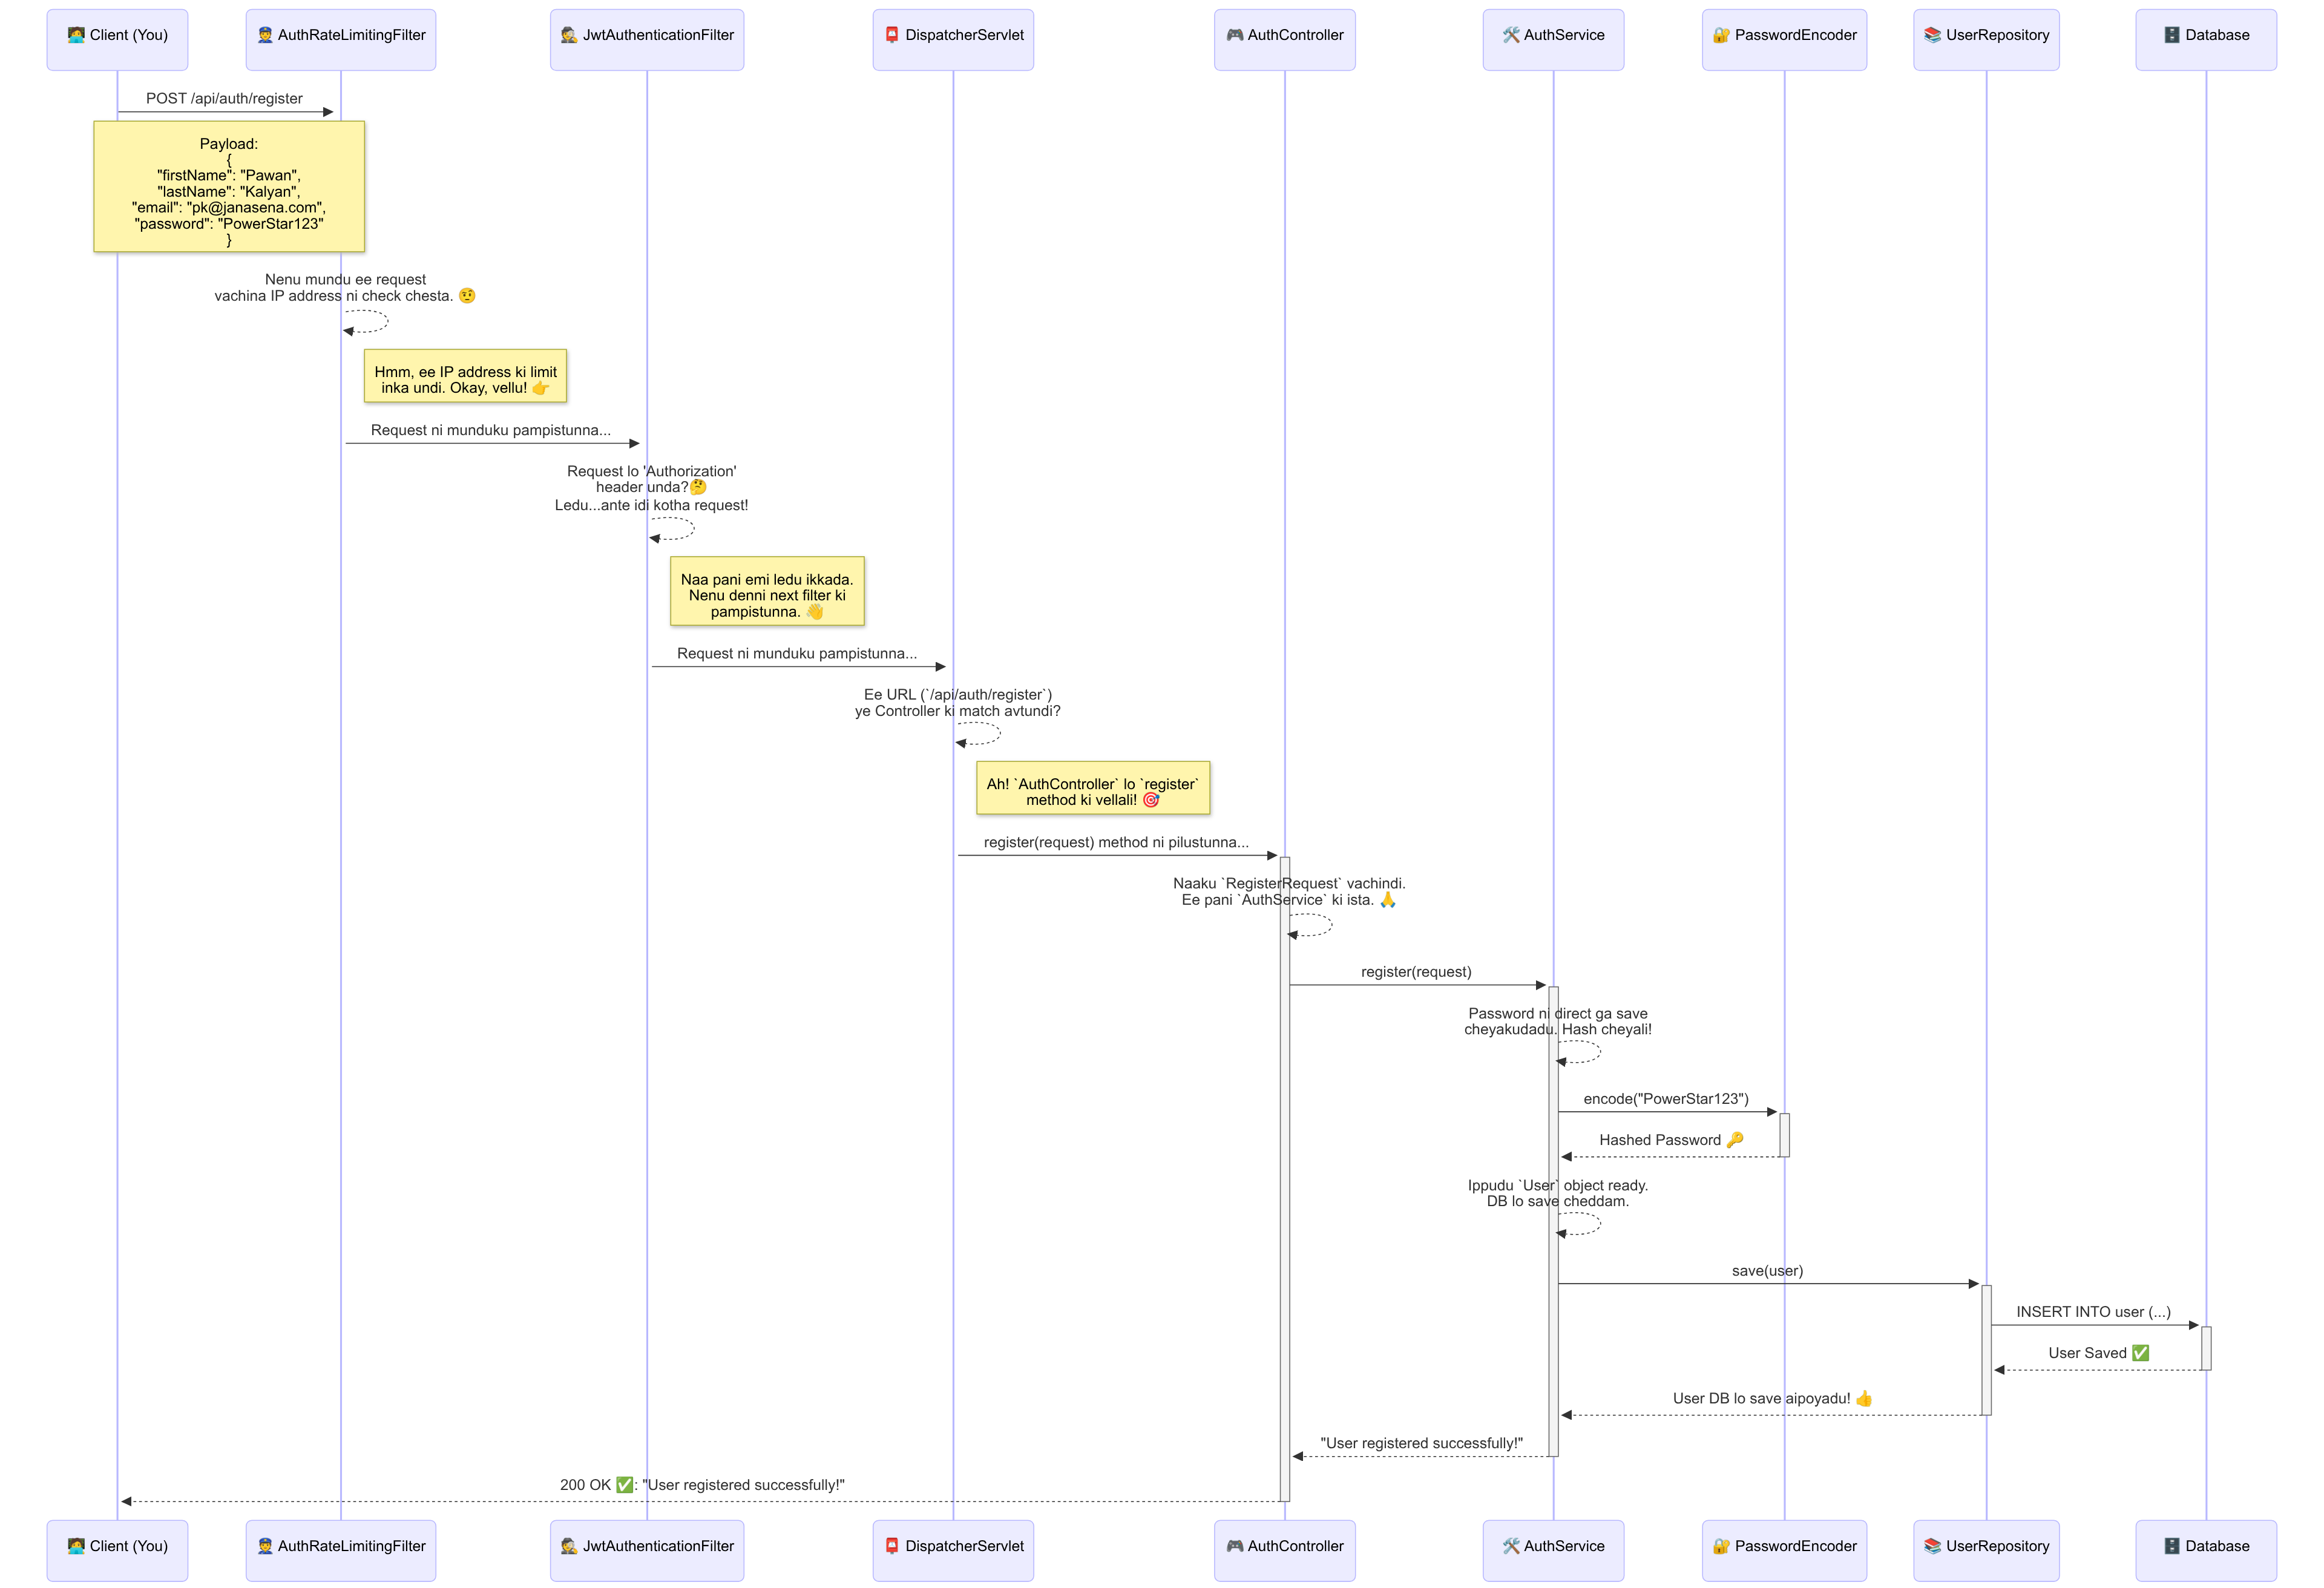 🧑‍💻 Client (You)
👮 AuthRateLimitingFilter
🕵️ JwtAuthenticationFilter
📮 DispatcherServlet
🎮 AuthController
🛠️ AuthService
🔐 PasswordEncoder
📚 UserRepository
🗄️ Database
POST /api/auth/register
Payload:
{
"firstName": "Pawan",
"lastName": "Kalyan",
"email": "pk@janasena.com",
"password": "PowerStar123"
}
Nenu mundu ee request
vachina IP address ni check chesta. 🤨
Hmm, ee IP address ki limit
inka undi. Okay, vellu! 👉
Request ni munduku pampistunna...
Request lo 'Authorization'
header unda?🤔
Ledu...ante idi kotha request!
Naa pani emi ledu ikkada.
Nenu denni next filter ki
pampistunna. 👋
Request ni munduku pampistunna...
Ee URL (`/api/auth/register`)
ye Controller ki match avtundi?
Ah! `AuthController` lo `register`
method ki vellali! 🎯
register(request) method ni pilustunna...
Naaku `RegisterRequest` vachindi.
Ee pani `AuthService` ki ista. 🙏
register(request)
Password ni direct ga save
cheyakudadu. Hash cheyali!
encode("PowerStar123")
Hashed Password 🔑
Ippudu `User` object ready.
DB lo save cheddam.
save(user)
INSERT INTO user (...)
User Saved ✅
User DB lo save aipoyadu! 👍
"User registered successfully!"
200 OK ✅: "User registered successfully!"
🧑‍💻 Client (You)
👮 AuthRateLimitingFilter
🕵️ JwtAuthenticationFilter
📮 DispatcherServlet
🎮 AuthController
🛠️ AuthService
🔐 PasswordEncoder
📚 UserRepository
🗄️ Database